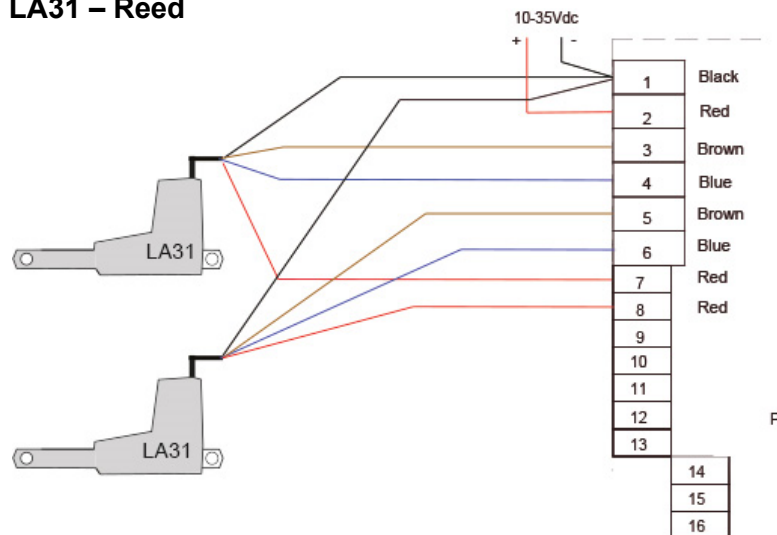 LA31 – Reed
10-35Vdc
+ -
1 Black
2 Red
3 Brown
4 Blue
5 Brown
6 Blue
7 Red
8 Red
9
10
11
12
13
14
15
16
LA31
LA31